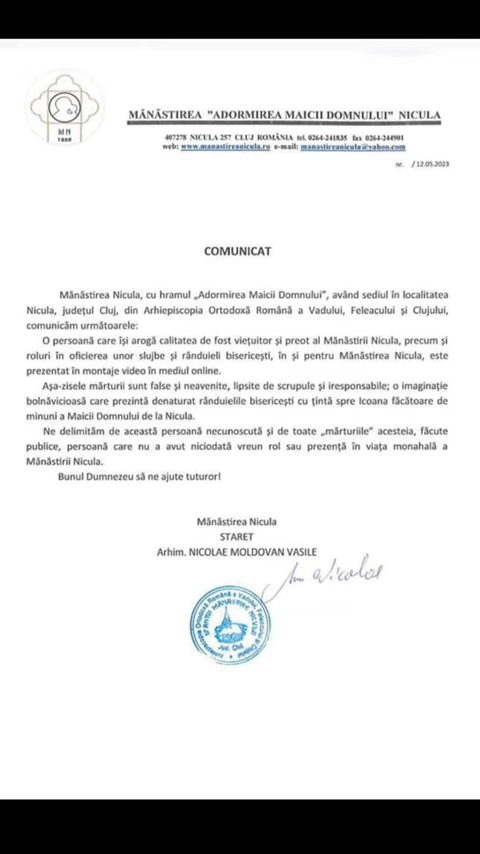 MN
MĂNĂSTIREA "ADORMIREA MAICII DOMNULUI" NICULA
407278 NICULA 257 CLUJ ROMÂNIA tel. 0264-241835 fax 0264-244901
web: www.manastireanicula.ro e-mail: manastireanicula@yahoo.com
nr. / 12.05.2023
COMUNICAT
Mănăstirea Nicula, cu hramul „Adormirea Maicii Domnului", având sediul în localitatea
Nicula, județul Cluj, din Arhiepiscopia Ortodoxă Română a Vadului, Feleacului și Clujului,
comunicăm următoarele:
O persoană care își arogă calitatea de fost viețuitor și preot al Mănăstirii Nicula, precum și
roluri în oficierea unor slujbe și rânduieli bisericești, în și pentru Mănăstirea Nicula, este
prezentat în montaje video în mediul online.
Așa-zisele mărturii sunt false și neavenite, lipsite de scrupule și iresponsabile; o imaginație
bolnăvicioasă care prezintă denaturat rânduielile bisericești cu țintă spre Icoana făcătoare de
minuni a Maicii Domnului de la Nicula.
Ne delimităm de această persoană necunoscută și de toate „mărturiile" acesteia, făcute
publice, persoană care nu a avut niciodată vreun rol sau prezență în viața monahală a
Mănăstirii Nicula.
Bunul Dumnezeu să ne ajute tuturor!
Mănăstirea Nicula
STARET
Arhim. NICOLAE MOLDOVAN VASILE
Nicolae